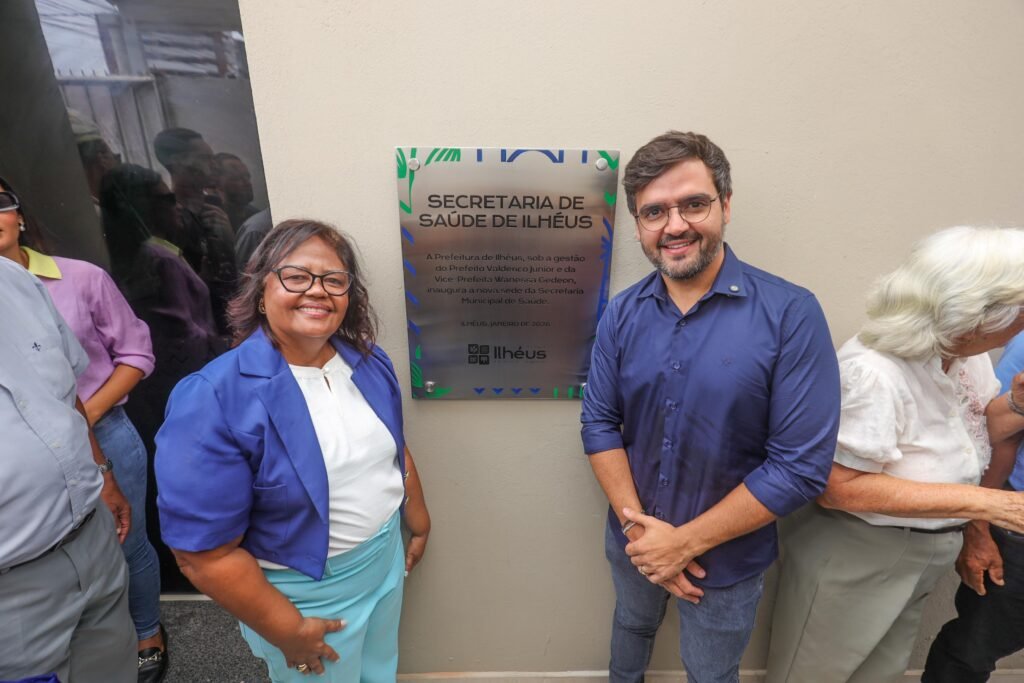 SECRETARIA DE
SAÚDE DE ILHÉUS
A Prefeitura de Ilhéus, sob a gestão
do Prefeito Valderico Junior e da
Vice-Prefeita Wanessa Gedeon,
inaugura a nova sede da Secretaria
Municipal de Saúde.
ILHÉUS, JANEIRO DE 2026
Ilhéus